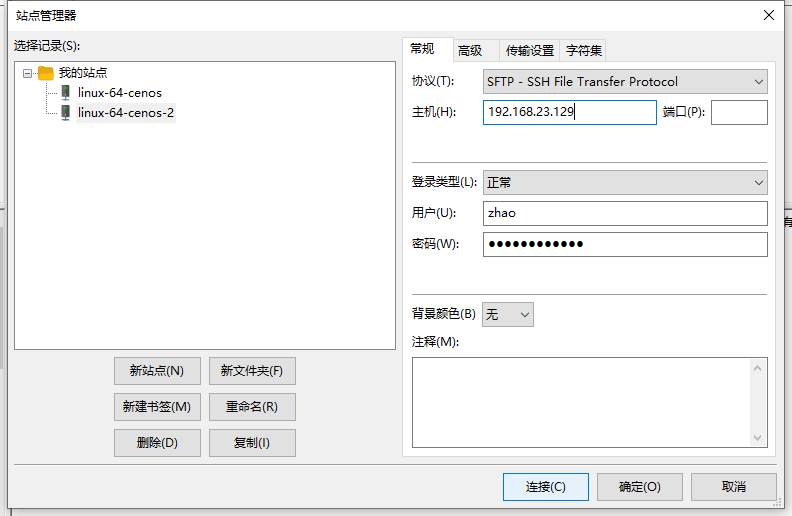 站点管理器
选择记录(S):
我的站点
linux-64-cenos
linux-64-cenos-2
新站点(N)
新文件夹(F)
新建书签(M)
重命名(R)
删除(D)
复制(I)
常规
高级
传输设置
字符集
协议(T):
SFTP - SSH File Transfer Protocol
主机(H):
192.168.23.129
端口(P):
登录类型(L):
正常
用户(U):
zhao
密码(W):
●●●●●●●●●●●●
背景颜色(B)
无
注释(M):
连接(C)
确定(O)
取消
有